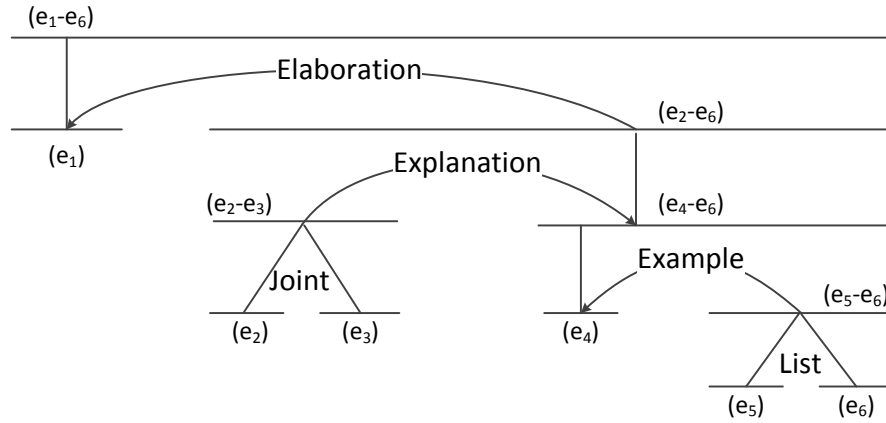 (e₁-e₆)
Elaboration
(e₂-e₆)
(e₁)
Explanation
(e₂-e₃)
(e₄-e₆)
Joint
Example
(e₅-e₆)
(e₂)
(e₃)
(e₄)
List
(e₅)
(e₆)